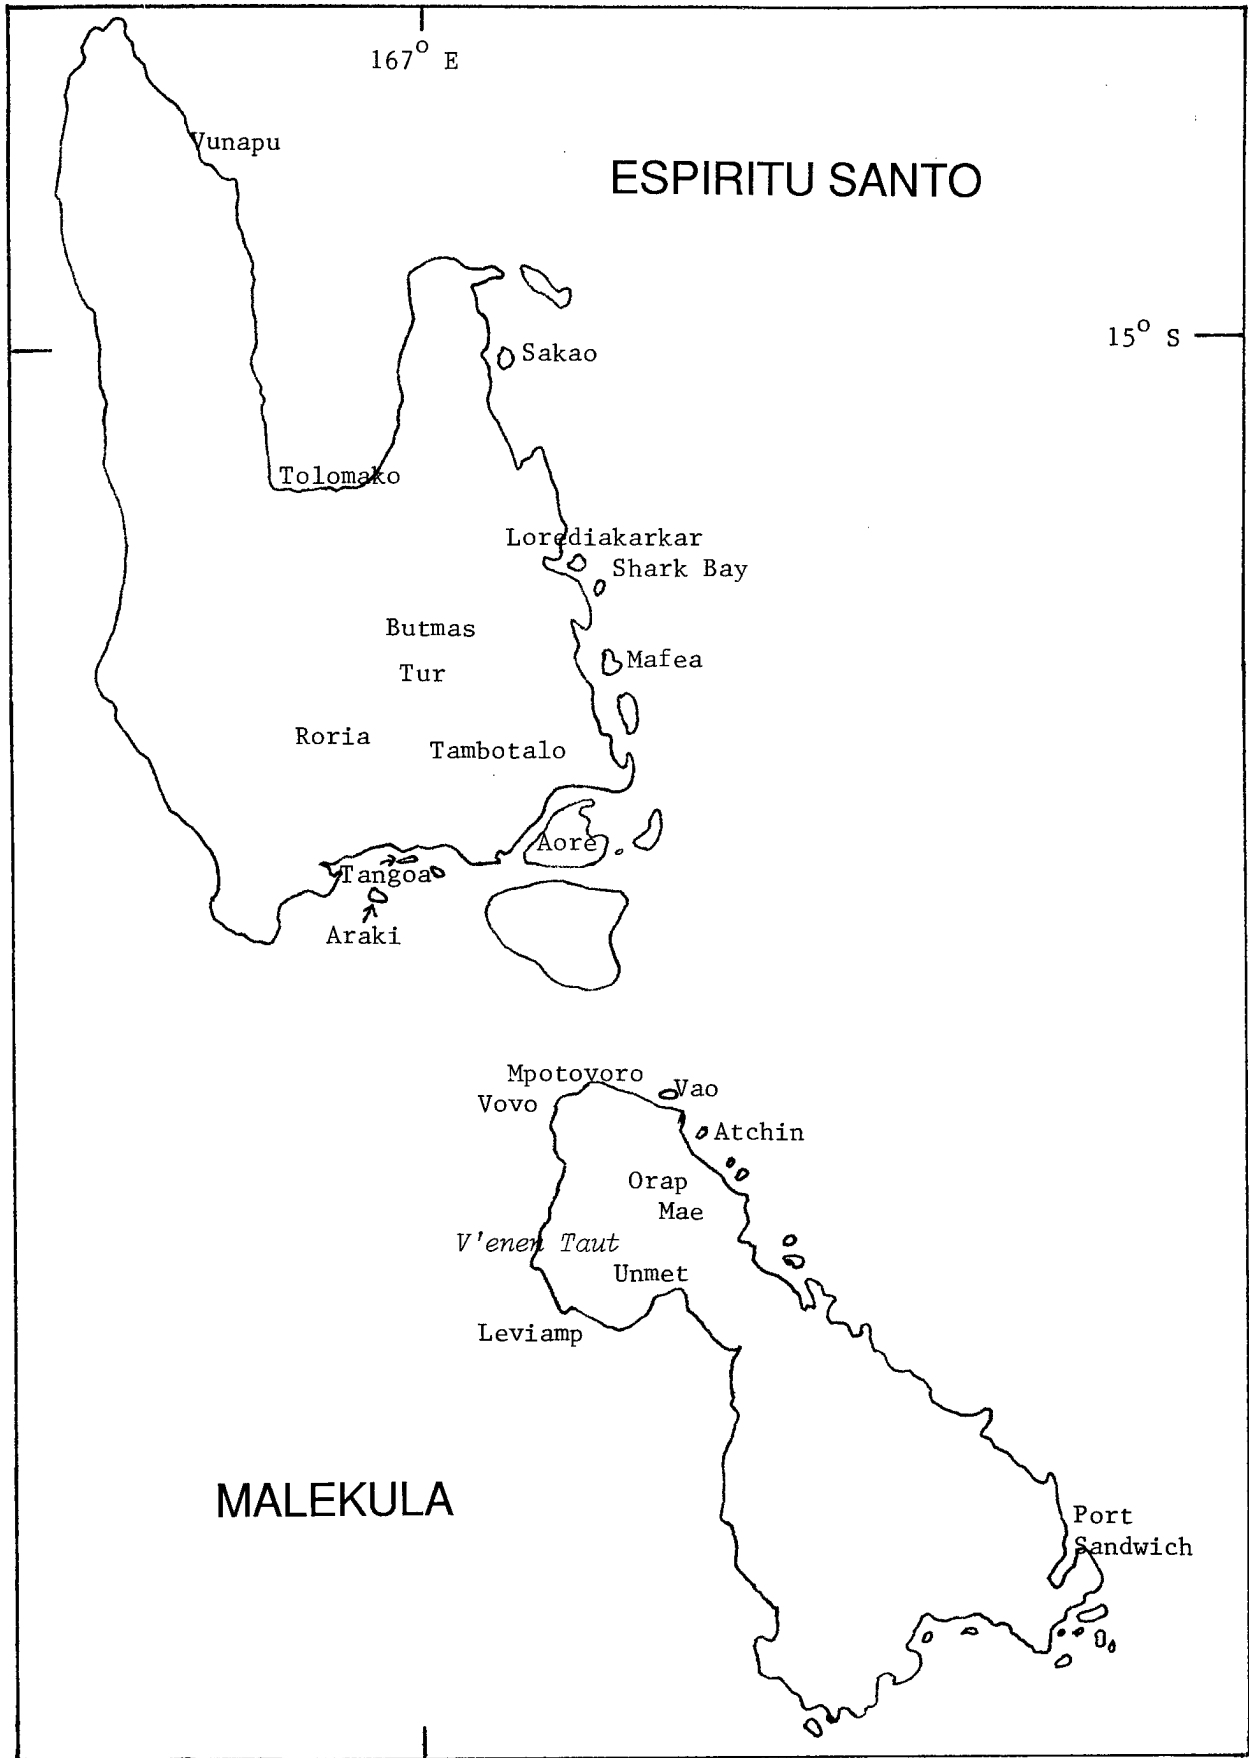 167° E
Vunapu
ESPIRITU SANTO
15° S
Sakao
Tolomako
Lorediakarkar
Shark Bay
Butmas
Mafea
Tur
Roria
Tambotalo
Aore
Tangoa
Araki
Mpotovoro
Vao
Vovo
Atchin
Orap
Mae
V'enen Taut
Unmet
Leviamp
MALEKULA
Port
Sandwich